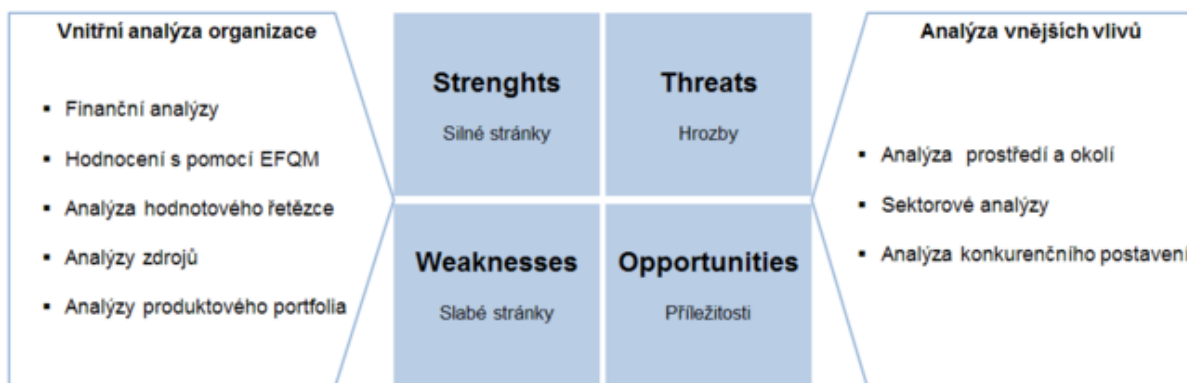 Vnitřní analýza organizace
▪ Finanční analýzy
▪ Hodnocení s pomocí EFQM
▪ Analýza hodnotového řetězce
▪ Analýzy zdrojů
▪ Analýzy produktového portfolia
Strenghts
Silné stránky
Threats
Hrozby
Weaknesses
Slabé stránky
Opportunities
Příležitosti
Analýza vnějších vlivů
▪ Analýza prostředí a okolí
▪ Sektorové analýzy
▪ Analýza konkurenčního postavení